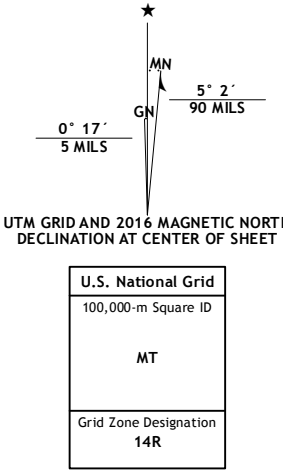 MN
GN
5° 2´
90 MILS
0° 17´
5 MILS
UTM GRID AND 2016 MAGNETIC NORTH
DECLINATION AT CENTER OF SHEET
U.S. National Grid
100,000-m Square ID
MT
Grid Zone Designation
14R